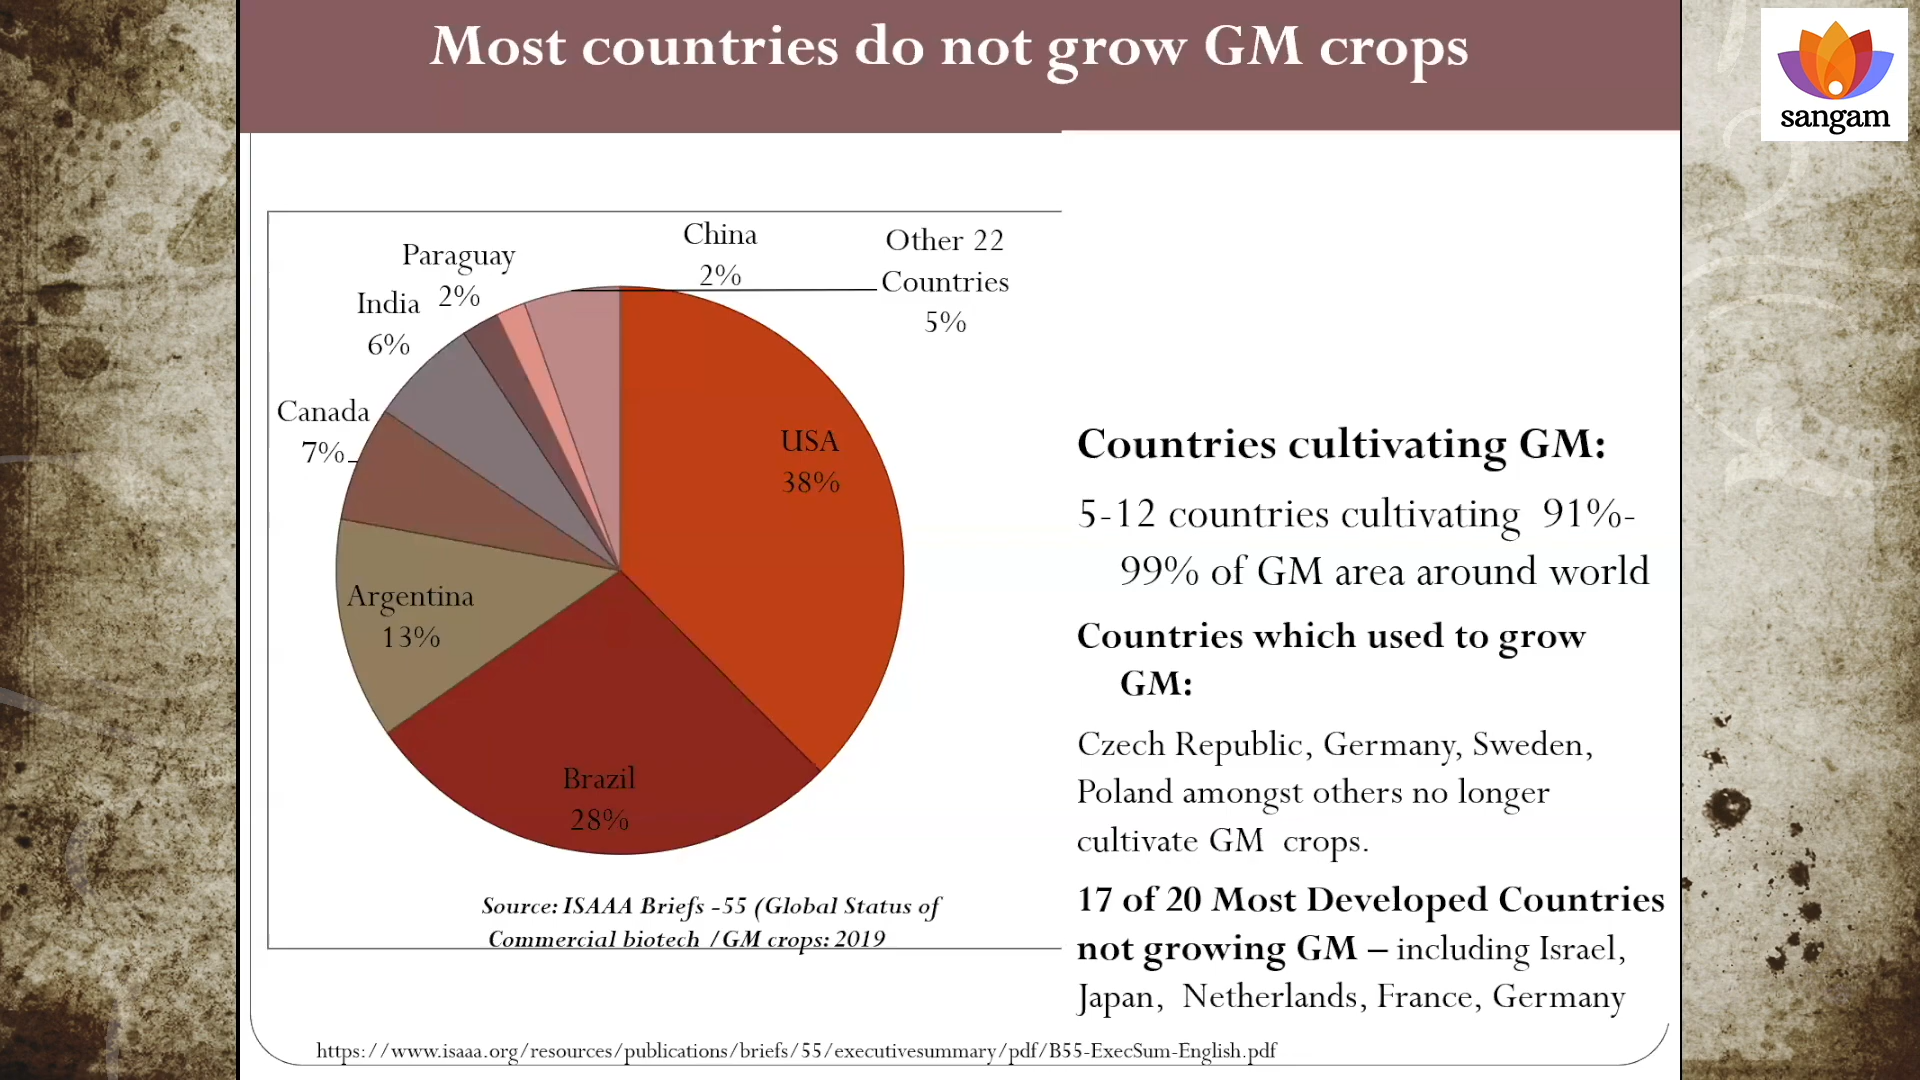 Most countries do not grow GM crops
sangam
China
2%
Other 22
Countries
5%
Paraguay
2%
India
6%
Canada
7%
USA
38%
Argentina
13%
Brazil
28%
Source: ISAAA Briefs -55 (Global Status of
Commercial biotech /GM crops: 2019
Countries cultivating GM:
5-12 countries cultivating 91%-
99% of GM area around world
Countries which used to grow
GM:
Czech Republic, Germany, Sweden,
Poland amongst others no longer
cultivate GM crops.
17 of 20 Most Developed Countries
not growing GM – including Israel,
Japan, Netherlands, France, Germany
https://www.isaaa.org/resources/publications/briefs/55/executivesummary/pdf/B55-ExecSum-English.pdf